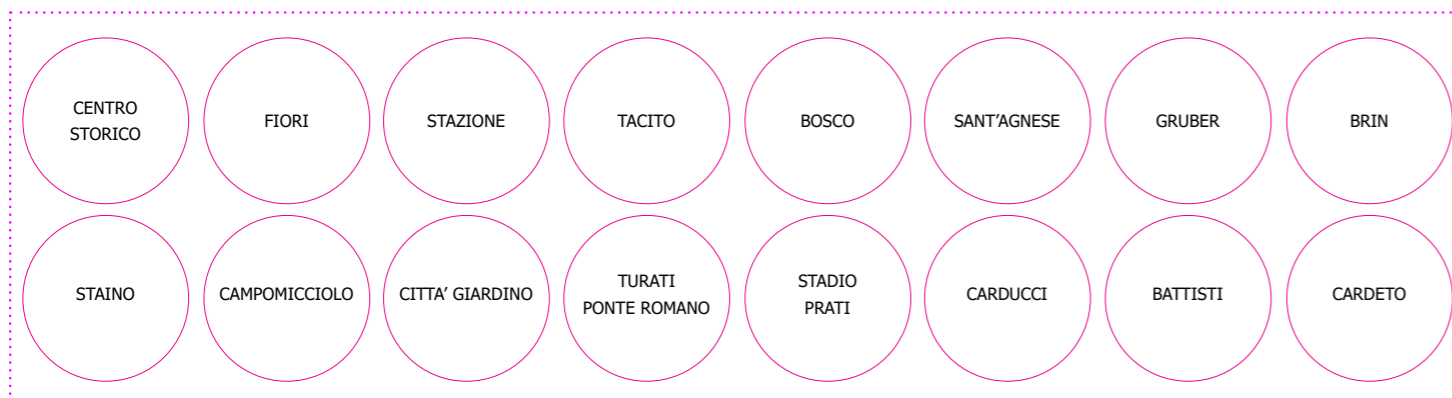 CENTRO
STORICO
FIORI
STAZIONE
TACITO
BOSCO
SANT’AGNESE
GRUBER
BRIN
STAINO
CAMPOMICCIOLO
CITTA’ GIARDINO
TURATI
PONTE ROMANO
STADIO
PRATI
CARDUCCI
BATTISTI
CARDETO